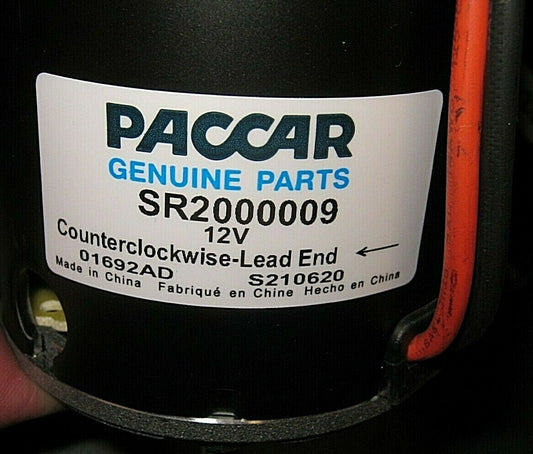 PACCAR
GENUINE PARTS
SR2000009
12V
Counterclockwise-Lead End ←
01692AD S210620
Made in China Fabriqué en Chine Hecho en China